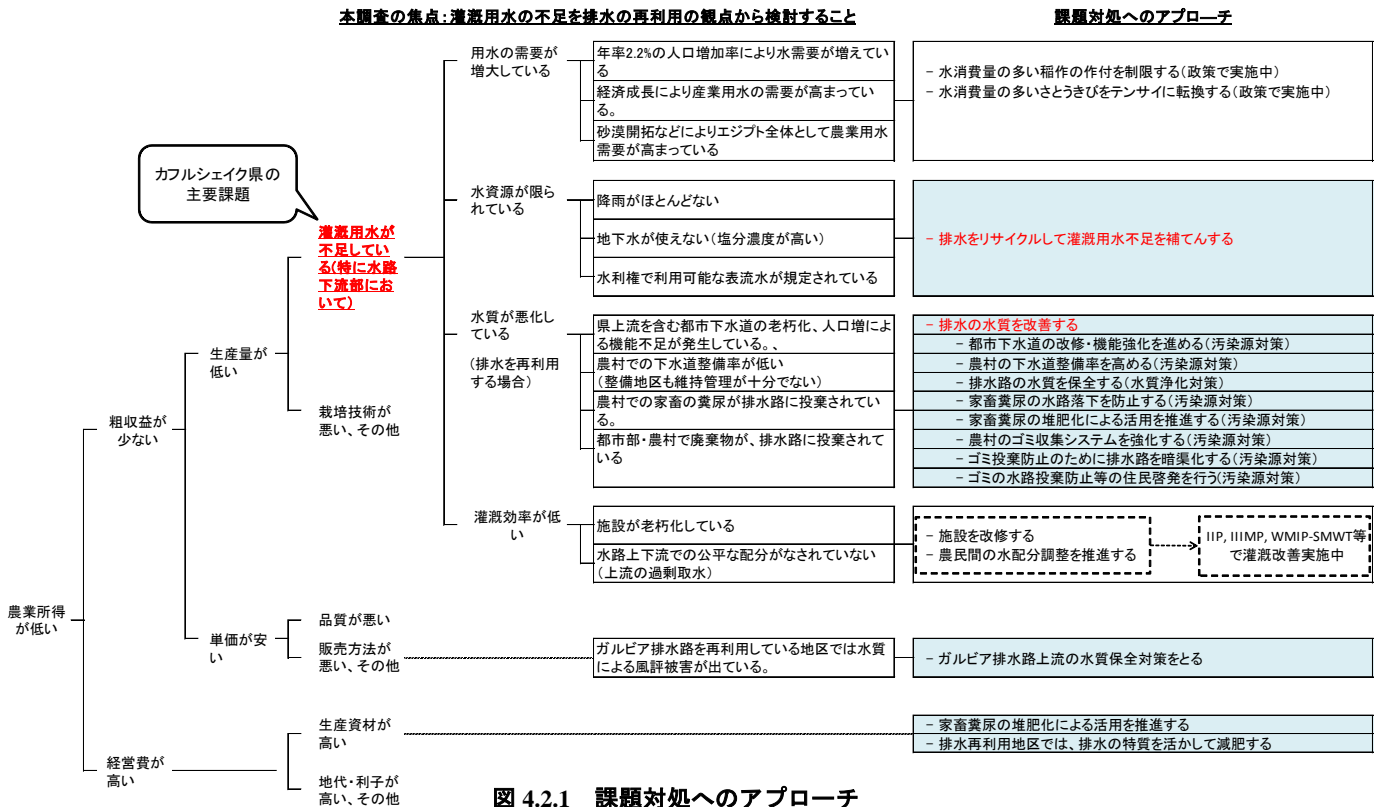 本調査の焦点：灌漑用水の不足を排水の再利用の観点から検討すること
課題対処へのアプローチ
用水の需要が
増大している
年率2.2%の人口増加率により水需要が増えてい
る
経済成長により産業用水の需要が高まってい
る。
砂漠開拓などによりエジプト全体として農業用水
需要が高まっている
− 水消費量の多い稲作の作付を制限する（政策で実施中）
− 水消費量の多いさとうきびをテンサイに転換する（政策で実施中）
カフルシェイク県の
主要課題
灌漑用水が
不足してい
る（特に水路
下流部にお
いて）
水資源が限ら
れている
降雨がほとんどない
地下水が使えない（塩分濃度が高い）
水利権で利用可能な表流水が規定されている
− 排水をリサイクルして灌漑用水不足を補てんする
水質が悪化し
ている
（排水を再利用
する場合）
県上流を含む都市下水道の老朽化、人口増によ
る機能不足が発生している。、
農村での下水道整備率が低い
（整備地区も維持管理が十分でない）
農村での家畜の糞尿が排水路に投棄されてい
る。
都市部・農村で廃棄物が、排水路に投棄されて
いる
− 排水の水質を改善する
− 都市下水道の改修・機能強化を進める（汚染源対策）
− 農村の下水道整備率を高める（汚染源対策）
− 排水路の水質を保全する（水質浄化対策）
− 家畜糞尿の水路落下を防止する（汚染源対策）
− 家畜糞尿の堆肥化による活用を推進する（汚染源対策）
− 農村のゴミ収集システムを強化する（汚染源対策）
− ゴミ投棄防止のために排水路を暗渠化する（汚染源対策）
− ゴミの水路投棄防止等の住民啓発を行う（汚染源対策）
生産量が
低い
栽培技術が
悪い、その他
粗収益が
少ない
灌漑効率が低
い
施設が老朽化している
水路上下流での公平な配分がなされていない
（上流の過剰取水）
− 施設を改修する
− 農民間の水配分調整を推進する
IIP, IIIMP, WMIP-SMWT等
で灌漑改善実施中
農業所得
が低い
単価が安
い
品質が悪い
販売方法が
悪い、その他
ガルビア排水路を再利用している地区では水質
による風評被害が出ている。
− ガルビア排水路上流の水質保全対策をとる
経営費が
高い
生産資材が
高い
− 家畜糞尿の堆肥化による活用を推進する
− 排水再利用地区では、排水の特質を活かして減肥する
地代・利子が
高い、その他
図 4.2.1 課題対処へのアプローチ